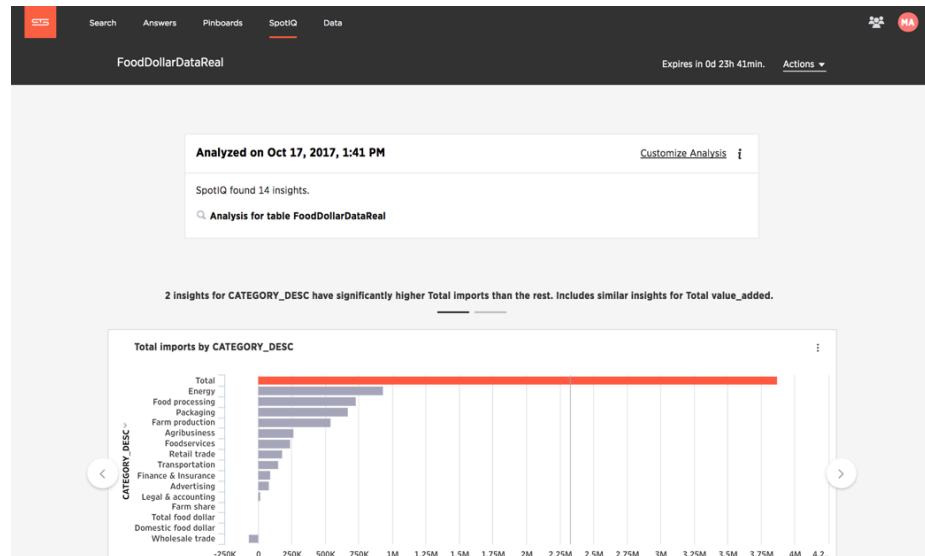 STS
Search Answers Pinboards SpotIQ Data
MA
FoodDollarDataReal
Expires in 0d 23h 41min. Actions
Analyzed on Oct 17, 2017, 1:41 PM
Customize Analysis i
SpotIQ found 14 insights.
Analysis for table FoodDollarDataReal
2 insights for CATEGORY_DESC have significantly higher Total imports than the rest. Includes similar insights for Total value_added.
Total imports by CATEGORY_DESC
CATEGORY_DESC
Total
Energy
Food processing
Packaging
Farm production
Agribusiness
Foodservices
Retail trade
Transportation
Finance & Insurance
Advertising
Legal & accounting
Farm share
Total food dollar
Domestic food dollar
Wholesale trade
-250K 0 250K 500K 750K 1M 1.25M 1.5M 1.75M 2M 2.25M 2.5M 2.75M 3M 3.25M 3.5M 3.75M 4M 4.2...